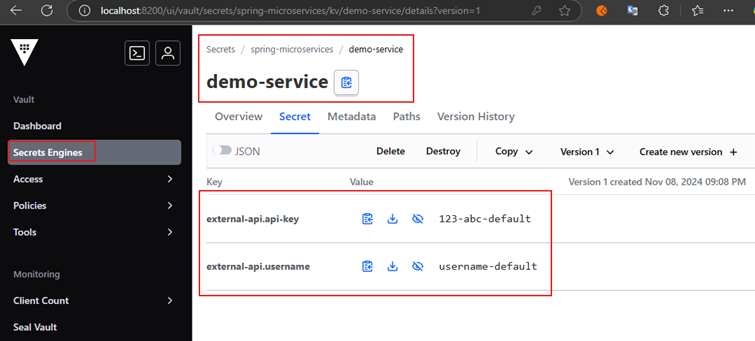 localhost:8200/ui/vault/secrets/spring-microservices/kv/demo-service/details?version=1
Secrets / spring-microservices / demo-service
demo-service
Overview Secret Metadata Paths Version History
JSON Delete Destroy Copy Version 1 Create new version +
Key Value Version 1 created Nov 08, 2024 09:08 PM
external-api.api-key 123-abc-default
external-api.username username-default
Vault
Dashboard
Secrets Engines
Access
Policies
Tools
Monitoring
Client Count
Seal Vault